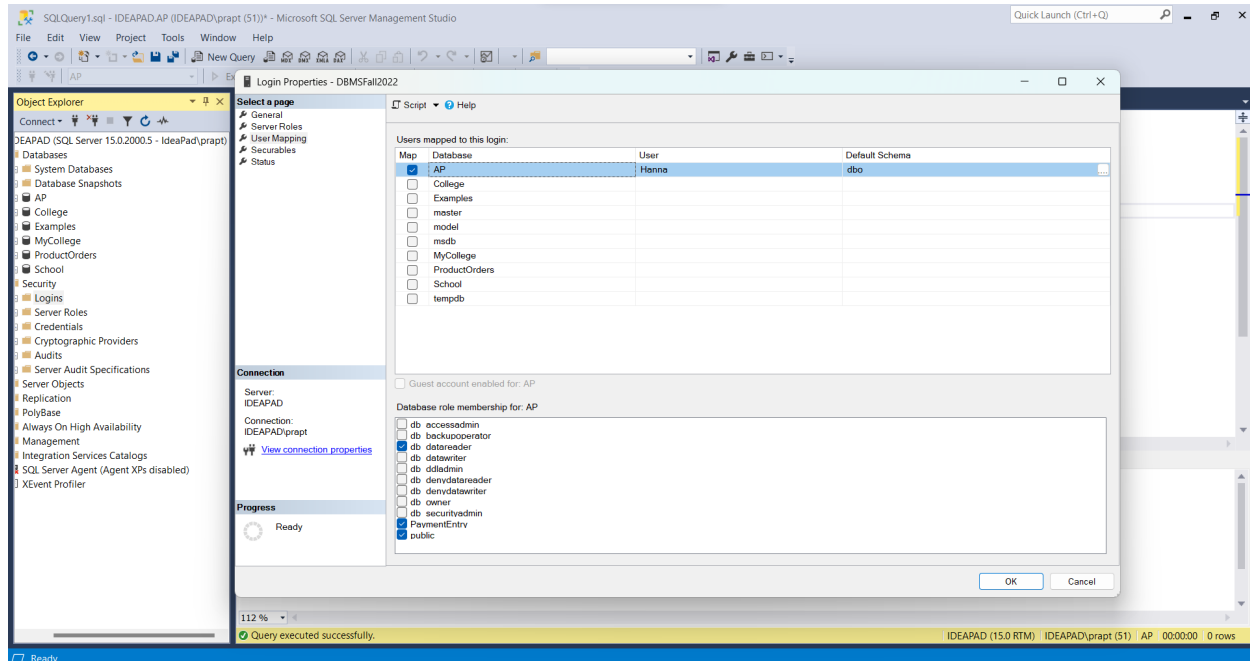 SQLQuery1.sql - IDEAPAD.AP (IDEAPAD\prapt (51))* - Microsoft SQL Server Management Studio
Quick Launch (Ctrl+Q)
File Edit View Project Tools Window Help
New Query
AP
Login Properties - DBMSFall2022
Object Explorer
Connect
DEAPAD (SQL Server 15.0.2000.5 - IdeaPad\prapt)
Databases
System Databases
Database Snapshots
AP
College
Examples
MyCollege
ProductOrders
School
Security
Logins
Server Roles
Credentials
Cryptographic Providers
Audits
Server Audit Specifications
Server Objects
Replication
PolyBase
Always On High Availability
Management
Integration Services Catalogs
SQL Server Agent (Agent XPs disabled)
XEvent Profiler
Select a page
General
Server Roles
User Mapping
Securables
Status
Connection
Server:
IDEAPAD
Connection:
IDEAPAD\prapt
View connection properties
Progress
Ready
Script Help
Users mapped to this login:
Map Database User Default Schema
AP Hanna dbo
College
Examples
master
model
msdb
MyCollege
ProductOrders
School
tempdb
Guest account enabled for: AP
Database role membership for: AP
db_accessadmin
db_backupoperator
db_datareader
db_datawriter
db_ddladmin
db_denydatareader
db_denydatawriter
db_owner
db_securityadmin
PaymentEntry
public
OK Cancel
112 %
Query executed successfully.
IDEAPAD (15.0 RTM) IDEAPAD\prapt (51) AP 00:00:00 0 rows
Ready